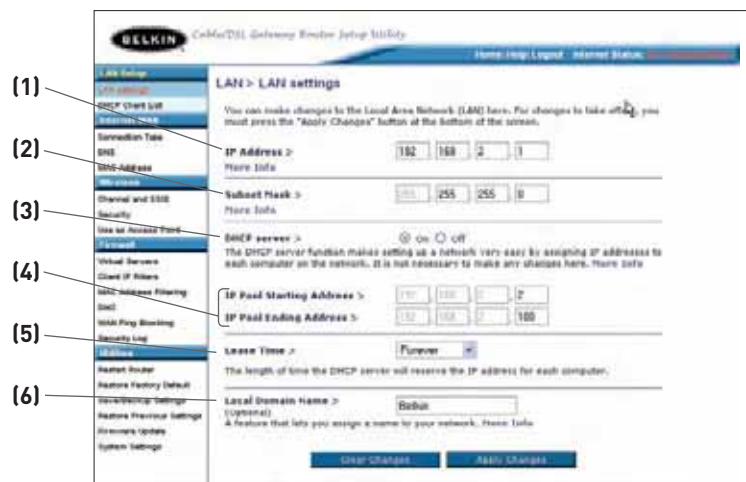 BELKIN Cable/DSL Gateway Router Setup Utility
Home|Help|Logout Internet Status:
LAN Setup
LAN Settings
DHCP Client List
Internet WAN
Connection Type
DNS
MAC Address
Wireless
Channel and SSID
Security
Use as Access Point
Firewall
Virtual Servers
Client IP Filters
MAC Address Filtering
DMZ
WAN Ping Blocking
Security Log
Utilities
Restart Router
Restore Factory Default
Save/Backup Settings
Restore Previous Settings
Firmware Update
System Settings
LAN > LAN settings
You can make changes to the Local Area Network (LAN) here. For changes to take effect, you
must press the "Apply Changes" button at the bottom of the screen.
(1)
IP Address > 192 . 168 . 2 . 1
More Info
(2)
Subnet Mask > 255 . 255 . 255 . 0
More Info
(3)
DHCP server > On Off
The DHCP server function makes setting up a network very easy by assigning IP addresses to
each computer on the network. It is not necessary to make any changes here. More Info
(4)
IP Pool Starting Address > 192 . 168 . 2 . 2
IP Pool Ending Address > 192 . 168 . 2 . 100
(5)
Lease Time > Forever
The length of time the DHCP server will reserve the IP address for each computer.
(6)
Local Domain Name > Belkin
(Optional)
A feature that lets you assign a name to your network. More Info
Clear Changes Apply Changes